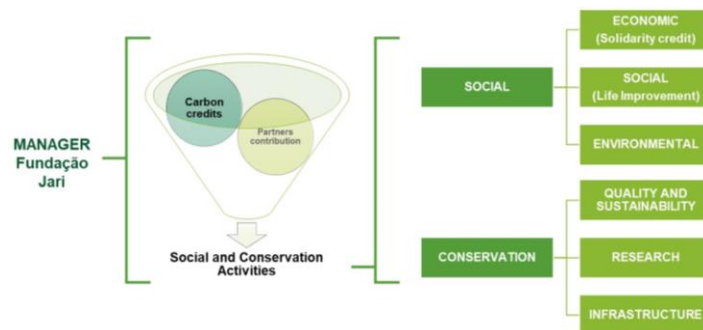 MANAGER
Fundação
Jari
Carbon
credits
Partners
contribution
Social and Conservation
Activities
SOCIAL
ECONOMIC
(Solidarity credit)
SOCIAL
(Life Improvement)
ENVIRONMENTAL
CONSERVATION
QUALITY AND
SUSTAINABILITY
RESEARCH
INFRASTRUCTURE